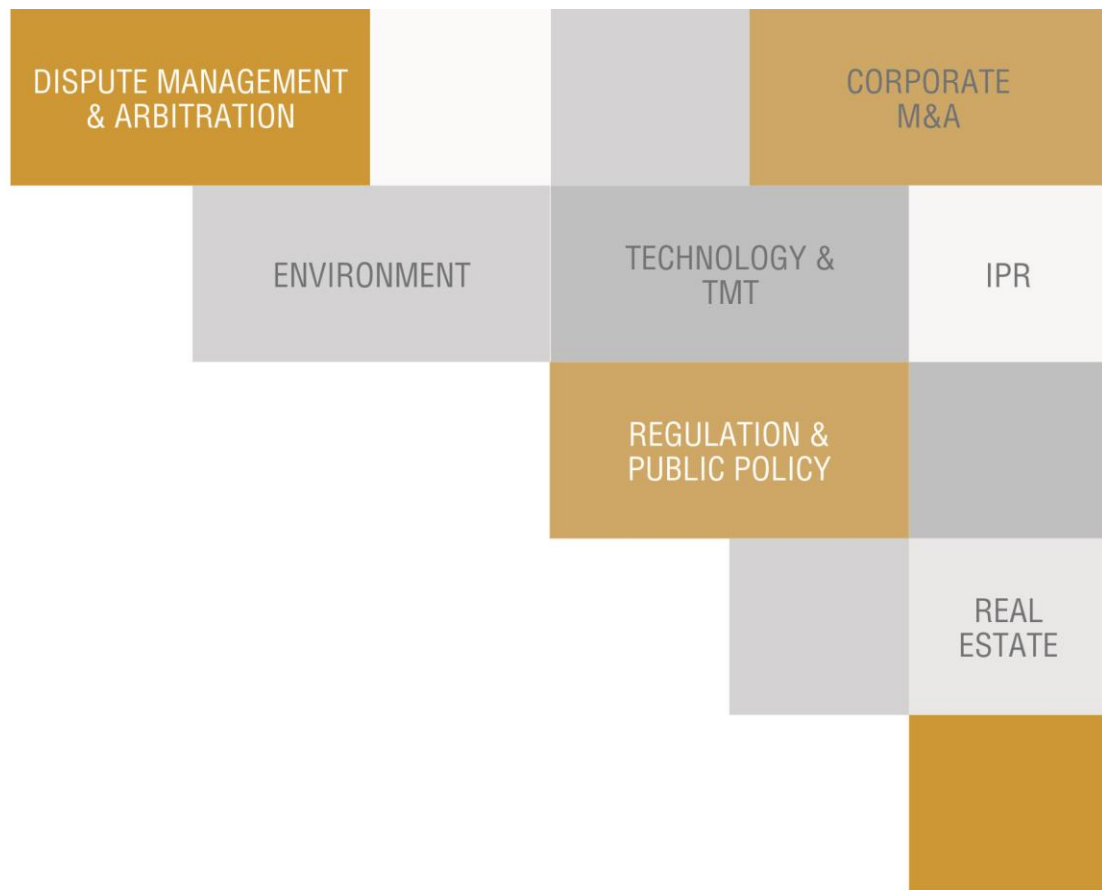 DISPUTE MANAGEMENT
& ARBITRATION
CORPORATE
M&A
ENVIRONMENT
TECHNOLOGY &
TMT
IPR
REGULATION &
PUBLIC POLICY
REAL
ESTATE